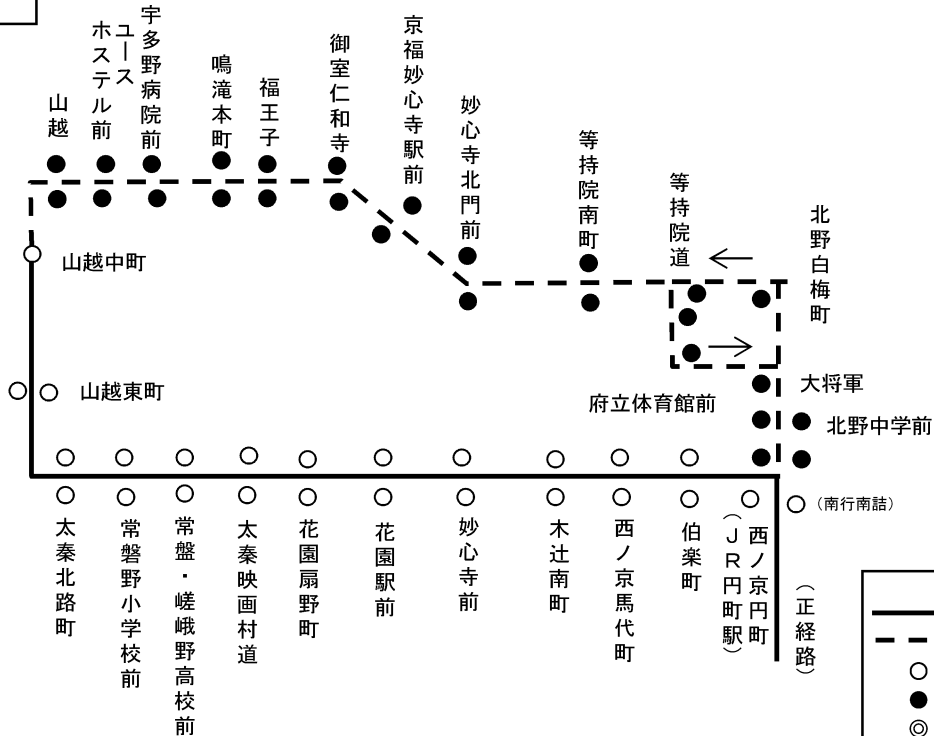 山越
ユース
ホステル前
宇多野病院前
鳴滝本町
福王子
御室仁和寺
京福妙心寺駅前
妙心寺北門前
等持院南町
等持院道
北野白梅町
山越中町
山越東町
府立体育館前
大将軍
北野中学前
(南行南詰)
太秦北路町
常磐野小学校前
常盤・嵯峨野高校前
太秦映画村道
花園扇野町
花園駅前
妙心寺前
木辻南町
西ノ京馬代町
伯楽町
西ノ京円町
(JR円町駅)
(正経路)